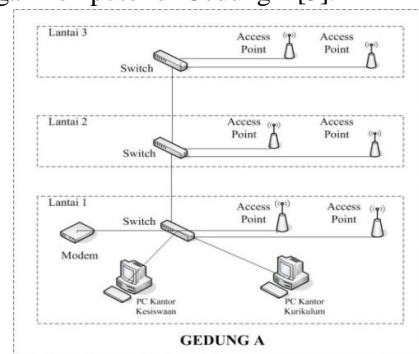 Lantai 3
Access Point
Access Point
Switch
Lantai 2
Access Point
Access Point
Switch
Lantai 1
Switch
Access Point
Access Point
Modem
PC Kantor Kesiswaan
PC Kantor Kurikulum
GEDUNG A